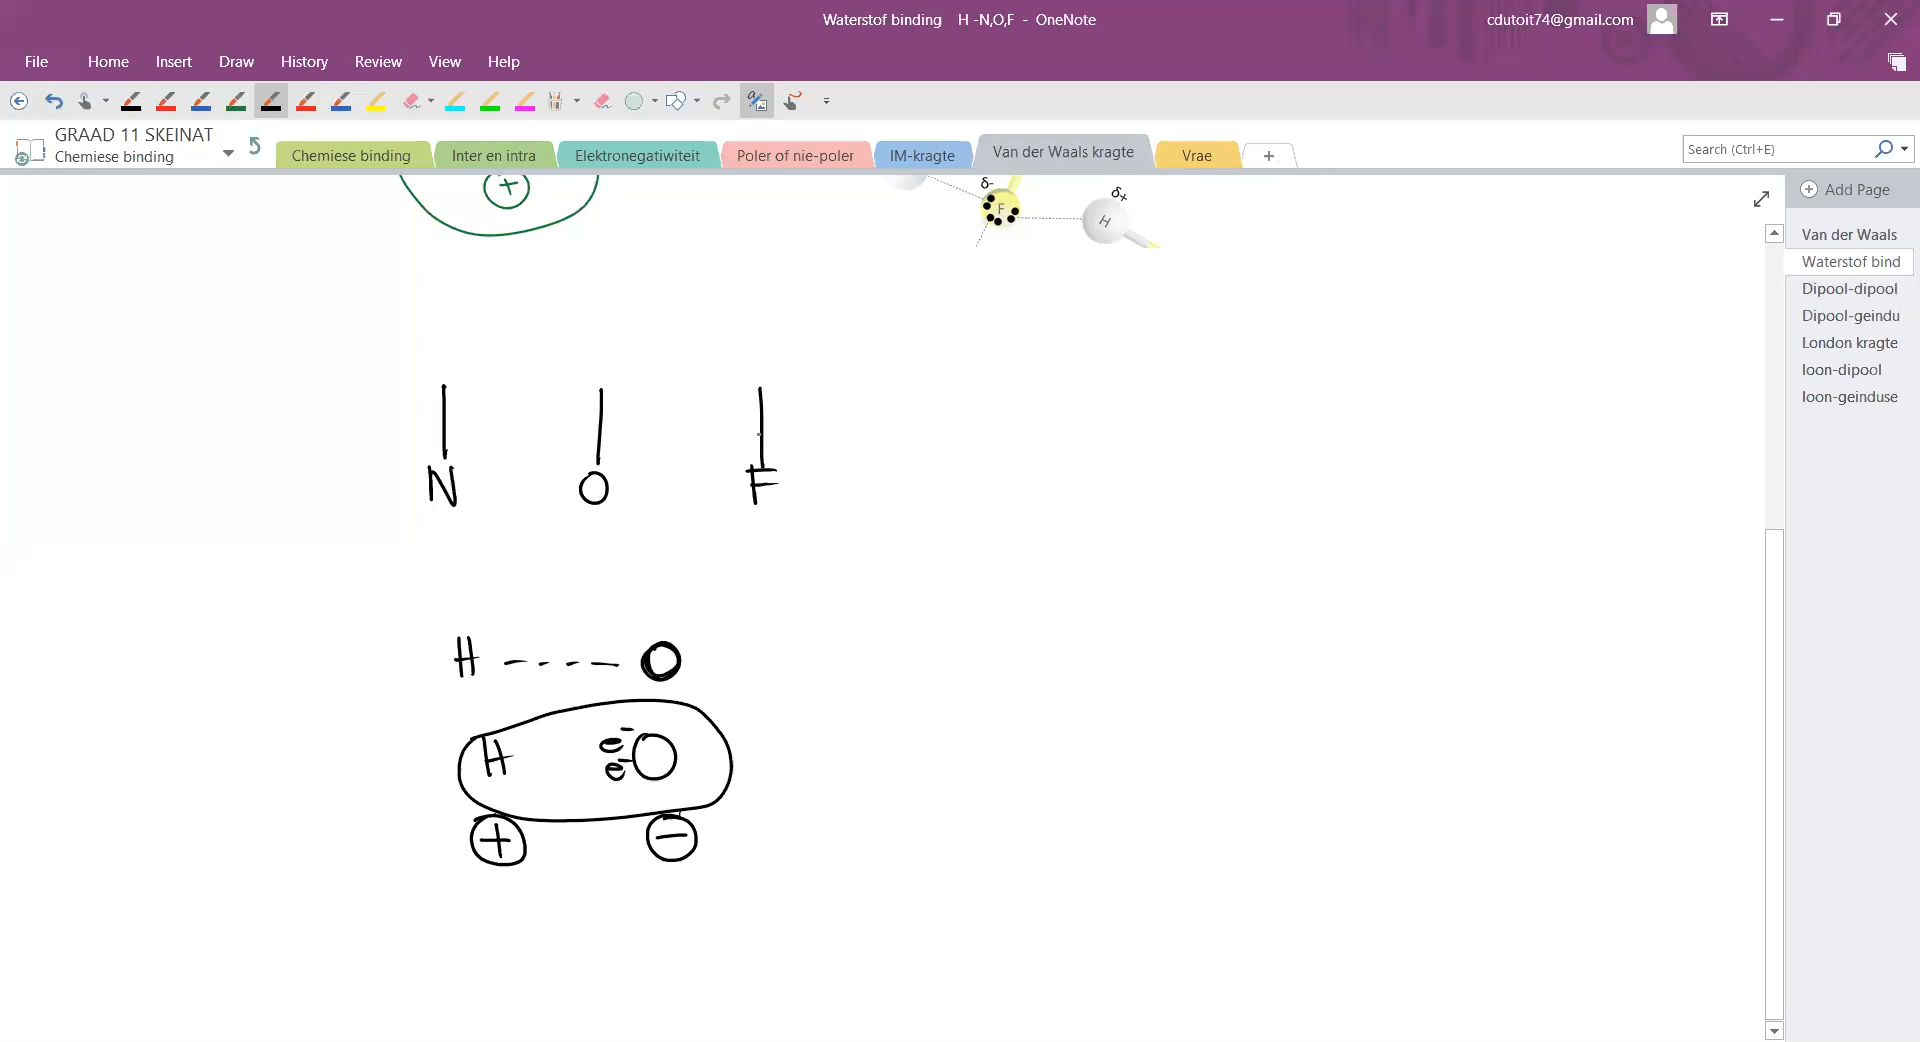 Waterstof binding H -N,O,F - OneNote
cdutoit74@gmail.com
File Home Insert Draw History Review View Help
GRAAD 11 SKEINAT
Chemiese binding
Chemiese binding
Inter en intra
Elektronegatiwiteit
Poler of nie-poler
IM-kragte
Van der Waals kragte
Vrae
Search (Ctrl+E)
Add Page
Van der Waals
Waterstof bind
Dipool-dipool
Dipool-geindu
London kragte
Ioon-dipool
Ioon-geinduse
+
δ-
δ+
F
H
N O F
H ----- O
H e- e- O
+ −